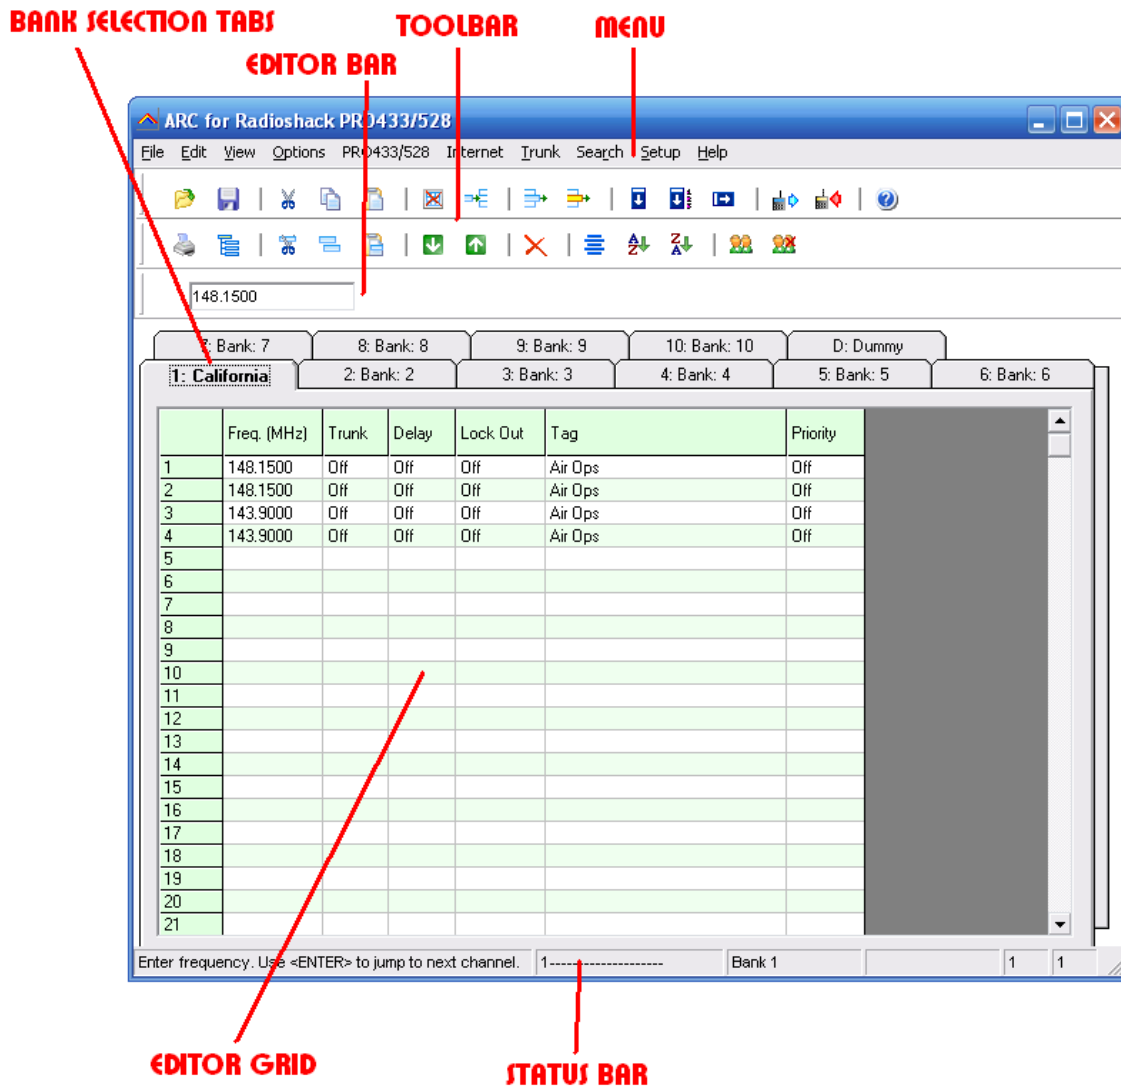 BANK SELECTION TABS
TOOLBAR
MENU
EDITOR BAR
ARC for Radioshack PRO433/528
File Edit View Options PRO433/528 Internet Trunk Search Setup Help
148.1500
7: Bank: 7 8: Bank: 8 9: Bank: 9 10: Bank: 10 D: Dummy
1: California 2: Bank: 2 3: Bank: 3 4: Bank: 4 5: Bank: 5 6: Bank: 6
Freq. (MHz) Trunk Delay Lock Out Tag Priority
1 148.1500 Off Off Off Air Ops Off
2 148.1500 Off Off Off Air Ops Off
3 143.9000 Off Off Off Air Ops Off
4 143.9000 Off Off Off Air Ops Off
5
6
7
8
9
10
11
12
13
14
15
16
17
18
19
20
21
Enter frequency. Use <ENTER> to jump to next channel. 1-------------------- Bank 1 1 1
EDITOR GRID
STATUS BAR